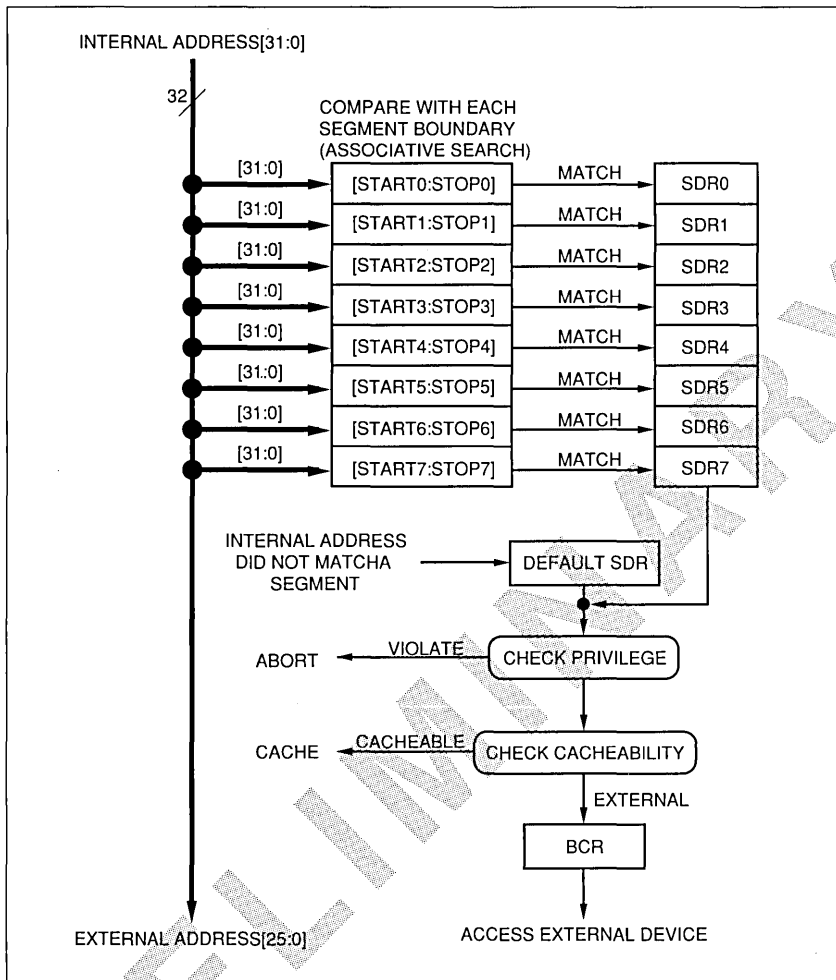 INTERNAL ADDRESS[31:0]
32
COMPARE WITH EACH
SEGMENT BOUNDARY
(ASSOCIATIVE SEARCH)
[31:0] [START0:STOP0] MATCH SDR0
[31:0] [START1:STOP1] MATCH SDR1
[31:0] [START2:STOP2] MATCH SDR2
[31:0] [START3:STOP3] MATCH SDR3
[31:0] [START4:STOP4] MATCH SDR4
[31:0] [START5:STOP5] MATCH SDR5
[31:0] [START6:STOP6] MATCH SDR6
[31:0] [START7:STOP7] MATCH SDR7
INTERNAL ADDRESS
DID NOT MATCHA
SEGMENT
DEFAULT SDR
ABORT VIOLATE CHECK PRIVILEGE
CACHE CACHEABLE CHECK CACHEABILITY
EXTERNAL
BCR
EXTERNAL ADDRESS[25:0] ACCESS EXTERNAL DEVICE
ELIMINARY